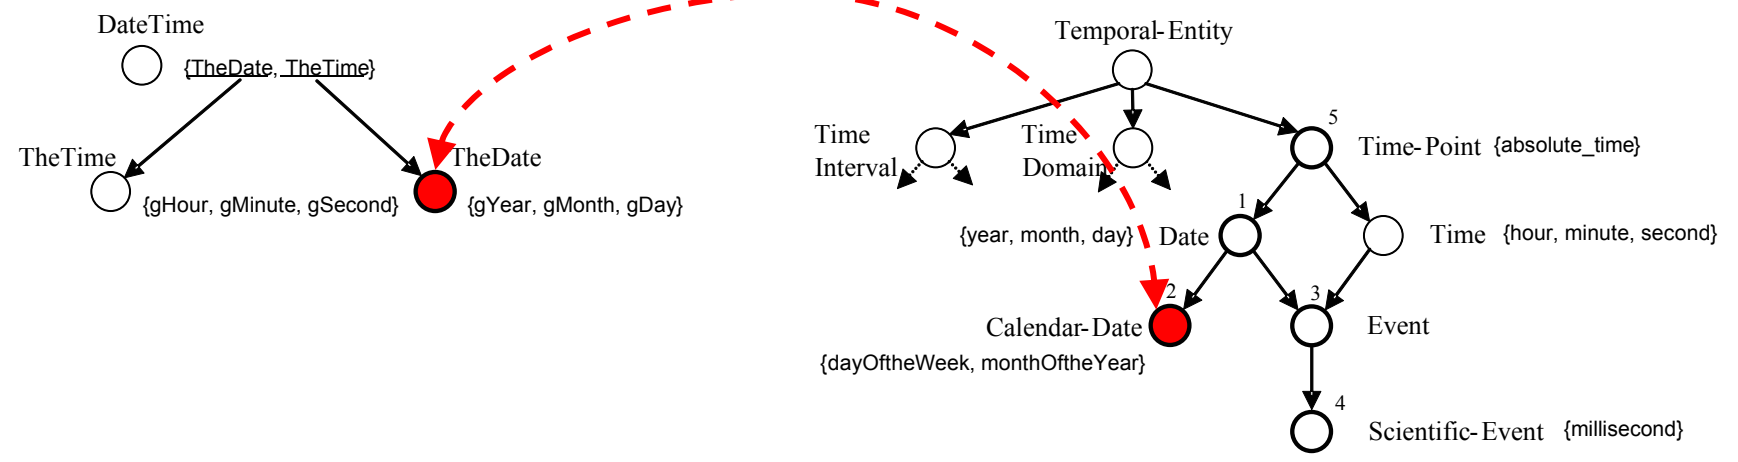 DateTime
{TheDate, TheTime}
TheTime
{gHour, gMinute, gSecond}
TheDate
{gYear, gMonth, gDay}
Temporal-Entity
Time
Interval
Time
Domain
5
Time-Point {absolute_time}
1
{year, month, day} Date
Time {hour, minute, second}
2
Calendar-Date
{dayOftheWeek, monthOftheYear}
3
Event
4
Scientific-Event {millisecond}